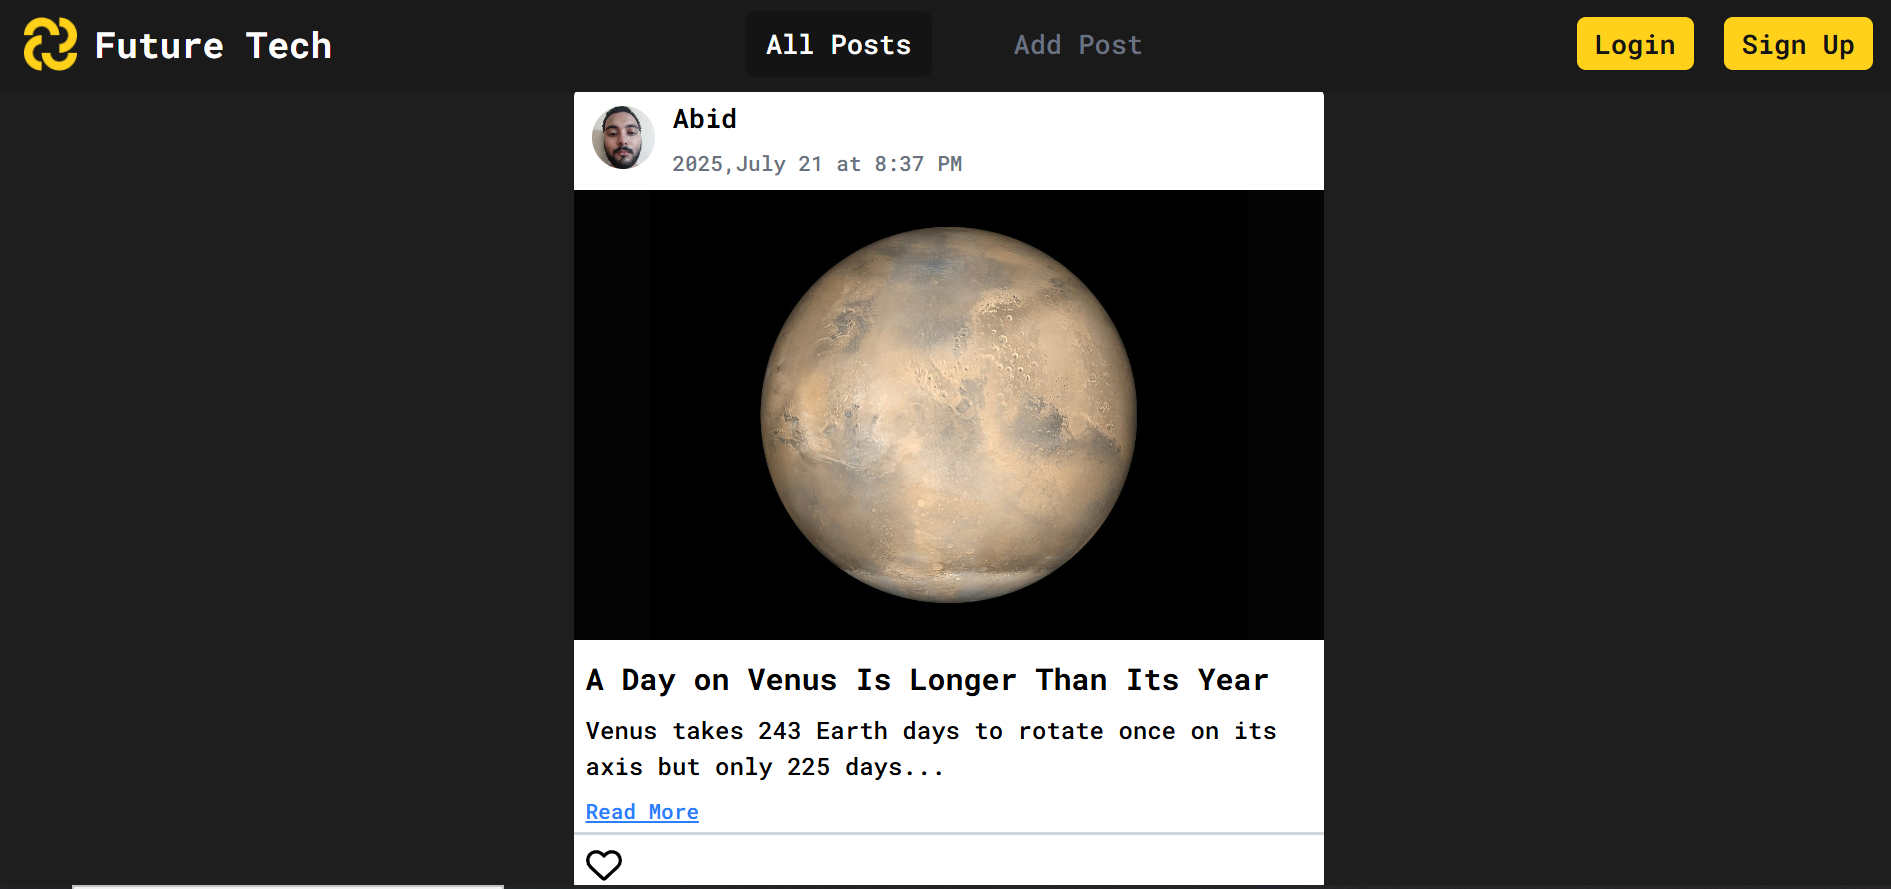 Future Tech
All Posts
Add Post
Login
Sign Up
Abid
2025,July 21 at 8:37 PM
A Day on Venus Is Longer Than Its Year
Venus takes 243 Earth days to rotate once on its
axis but only 225 days...
Read More